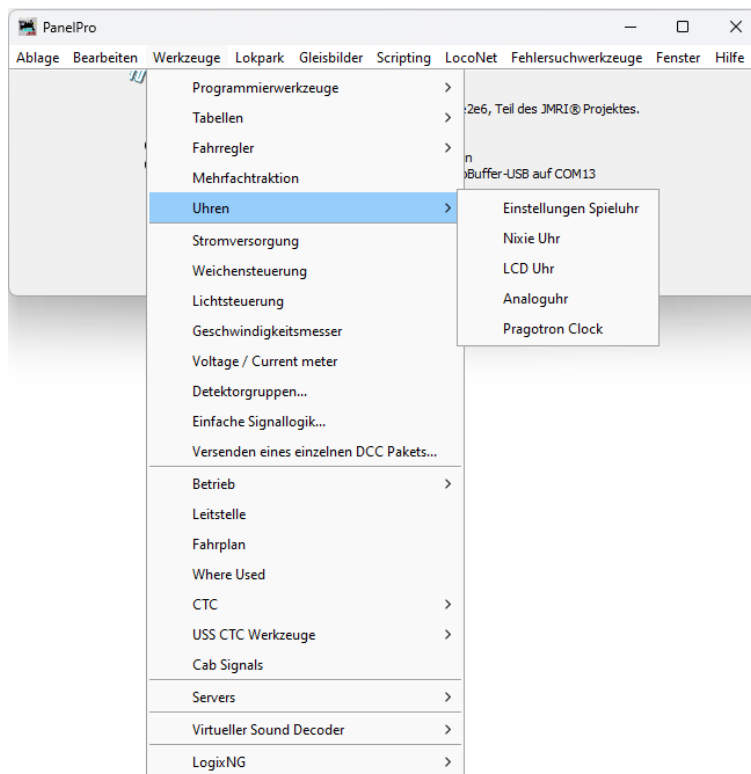 PanelPro
Ablage Bearbeiten Werkzeuge Lokpark Gleisbilder Scripting LocoNet Fehlersuchwerkzeuge Fenster Hilfe
Programmierwerkzeuge
Tabellen
Fahrregler
Mehrfachtraktion
Uhren
Stromversorgung
Weichensteuerung
Lichtsteuerung
Geschwindigkeitsmesser
Voltage / Current meter
Detektorgruppen...
Einfache Signallogik...
Versenden eines einzelnen DCC Pakets...
Betrieb
Leitstelle
Fahrplan
Where Used
CTC
USS CTC Werkzeuge
Cab Signals
Servers
Virtueller Sound Decoder
LogixNG
:2e6, Teil des JMRI® Projektes.
n
Buffer-USB auf COM13
Einstellungen Spieluhr
Nixie Uhr
LCD Uhr
Analoguhr
Pragotron Clock